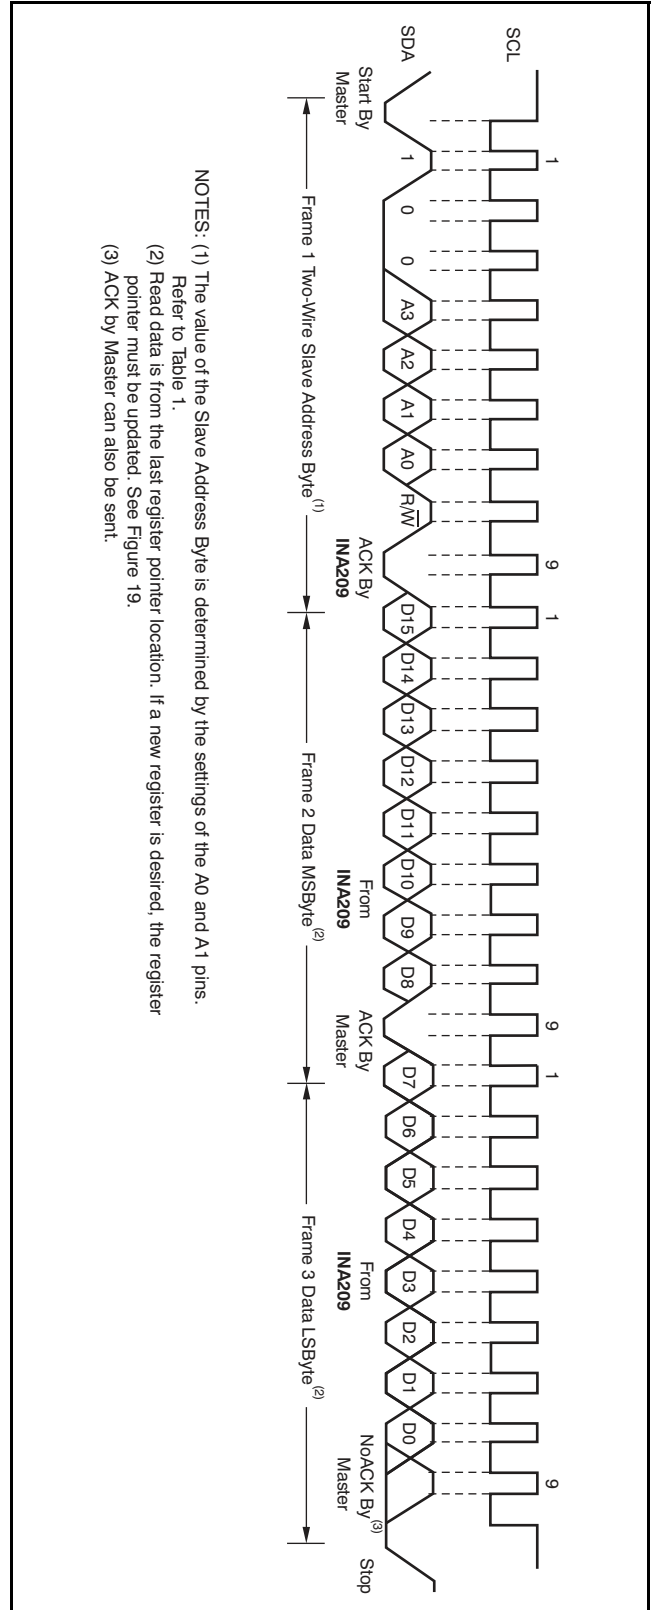 1 9 1 9 1 9
SCL
SDA 1 0 0 A3 A2 A1 A0 R/W D15 D14 D13 D12 D11 D10 D9 D8 D7 D6 D5 D4 D3 D2 D1 D0
Start By
Master
ACK By
INA209
From
INA209
ACK By
Master
From
INA209
NoACK By(3)
Master
Stop
Frame 1 Two-Wire Slave Address Byte(1)
Frame 2 Data MSByte(2)
Frame 3 Data LSByte(2)
NOTES: (1) The value of the Slave Address Byte is determined by the settings of the A0 and A1 pins.
Refer to Table 1.
(2) Read data is from the last register pointer location. If a new register is desired, the register
pointer must be updated. See Figure 19.
(3) ACK by Master can also be sent.